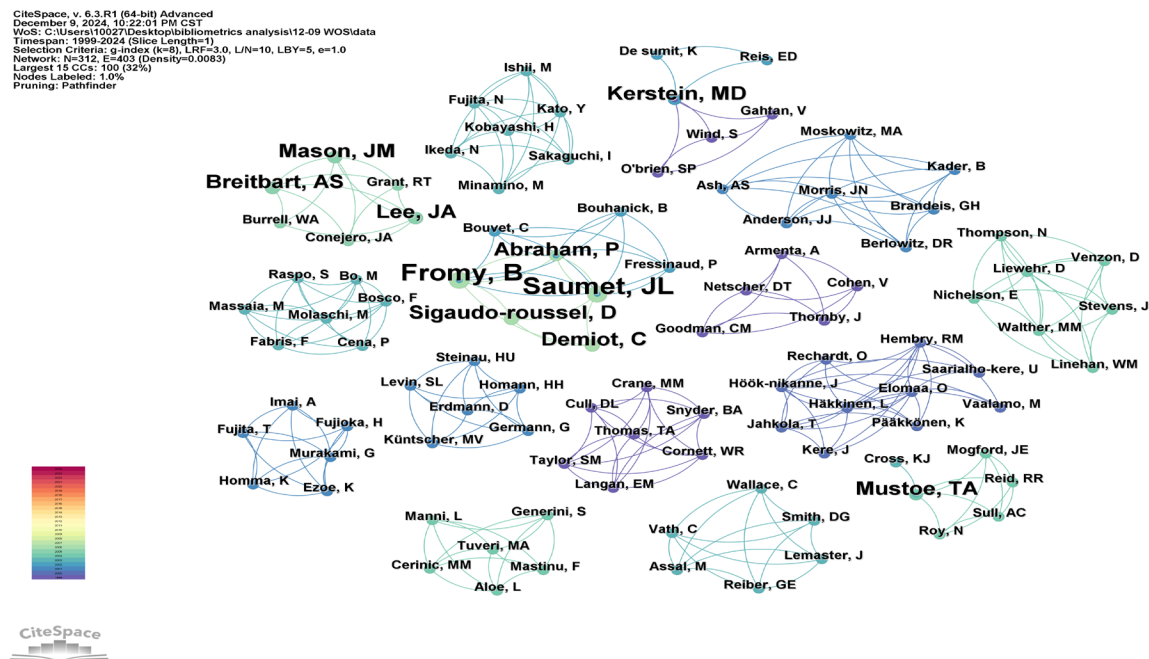 CiteSpace, v. 6.3.R1 (64-bit) Advanced
December 9, 2024, 10:22:01 PM CST
WoS: C:\Users\10027\Desktop\bibliometrics analysis\12-09 WOS\data
Timespan: 1999-2024 (Slice Length=1)
Selection Criteria: g-index (k=8), LRF=3.0, L/N=10, LBY=5, e=1.0
Network: N=312, E=403 (Density=0.0083)
Largest 15 CCs: 100 (32%)
Nodes Labeled: 1.0%
Pruning: Pathfinder
De sumit, K
Reis, ED
Kerstein, MD
Gahtan, V
Wind, S
O'brien, SP
Ishii, M
Fujita, N
Kato, Y
Kobayashi, H
Ikeda, N
Sakaguchi, I
Minamino, M
Moskowitz, MA
Kader, B
Ash, AS
Morris, JN
Brandeis, GH
Anderson, JJ
Berlowitz, DR
Mason, JM
Breitbart, AS
Grant, RT
Lee, JA
Burrell, WA
Conejero, JA
Bouhanick, B
Bouvet, C
Abraham, P
Fressinaud, P
Fromy, B
Saumet, JL
Sigaudo-roussel, D
Demiot, C
Armenta, A
Netscher, DT
Cohen, V
Thornby, J
Goodman, CM
Thompson, N
Venzon, D
Liewehr, D
Nichelson, E
Stevens, J
Walther, MM
Linehan, WM
Raspo, S
Bo, M
Bosco, F
Massaia, M
Molaschi, M
Fabris, F
Cena, P
Steinau, HU
Levin, SL
Homann, HH
Erdmann, D
Germann, G
Küntscher, MV
Hembry, RM
Rechardt, O
Saarialho-kere, U
Höök-nikanne, J
Elomaa, O
Häkkinen, L
Vaalamo, M
Jahkola, T
Pääkkönen, K
Kere, J
Crane, MM
Cull, DL
Snyder, BA
Thomas, TA
Cornett, WR
Taylor, SM
Langan, EM
Imai, A
Fujita, T
Fujioka, H
Murakami, G
Homma, K
Ezoe, K
Cross, KJ
Mogford, JE
Mustoe, TA
Reid, RR
Sull, AC
Roy, N
Wallace, C
Vath, C
Smith, DG
Lemaster, J
Assal, M
Reiber, GE
Manni, L
Generini, S
Tuveri, MA
Cerinic, MM
Mastinu, F
Aloe, L
CiteSpace